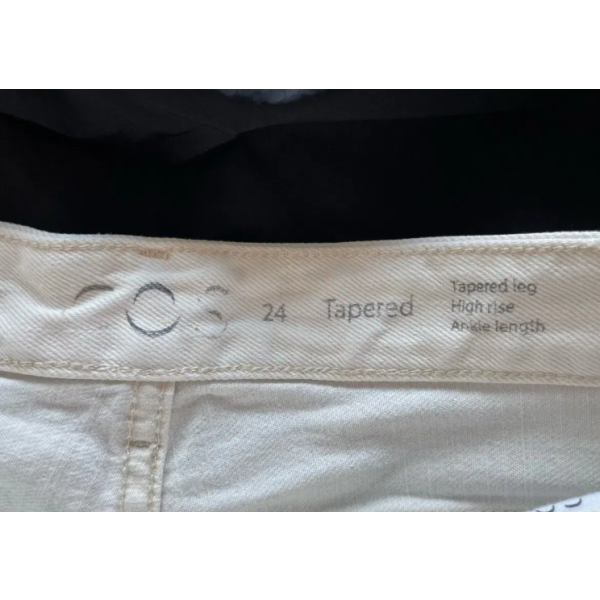 COS 24 Tapered
Tapered leg
High rise
Ankle length